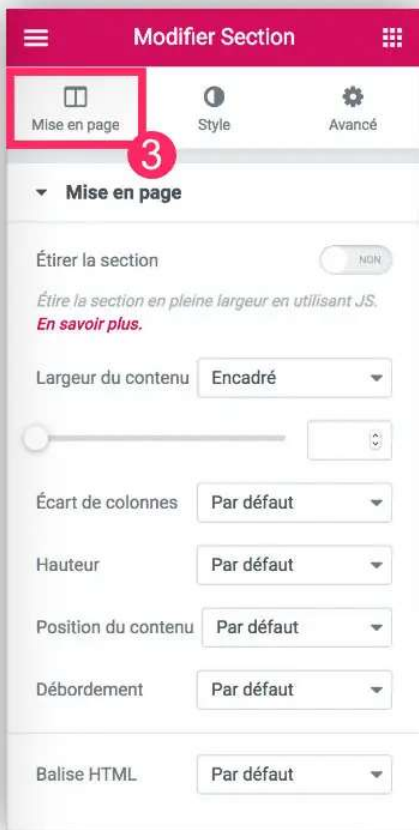 Modifier Section
Mise en page
Style
Avancé
3
Mise en page
Étirer la section
NON
Étire la section en pleine largeur en utilisant JS.
En savoir plus.
Largeur du contenu Encadré
Écart de colonnes Par défaut
Hauteur Par défaut
Position du contenu Par défaut
Débordement Par défaut
Balise HTML Par défaut